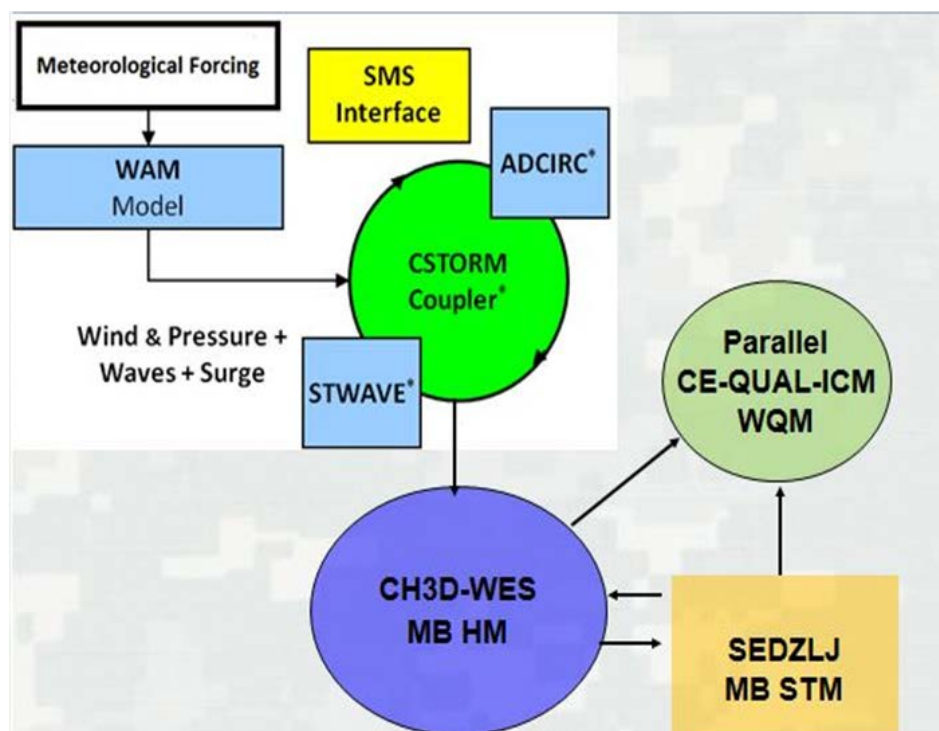 Meteorological Forcing
SMS
Interface
ADCIRC*
WAM
Model
CSTORM
Coupler*
Wind & Pressure +
Waves + Surge
STWAVE*
Parallel
CE-QUAL-ICM
WQM
CH3D-WES
MB HM
SEDZLJ
MB STM